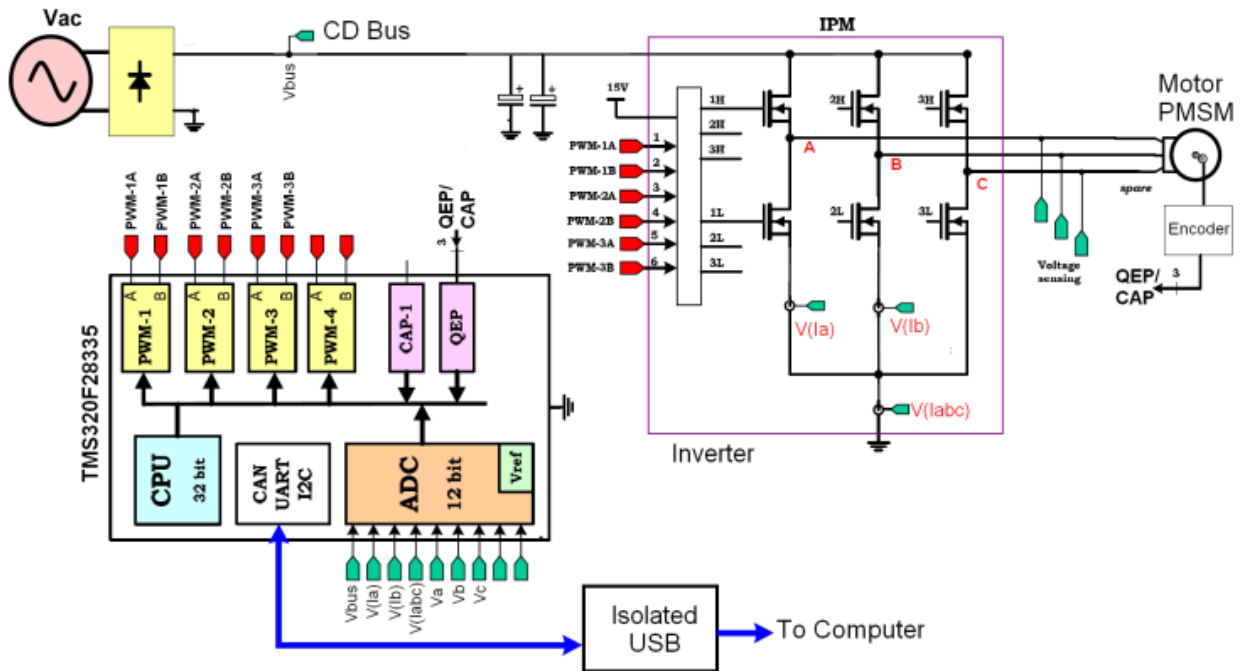 Vac
CD Bus
Vbus
IPM
15V
1H
2H
3H
1L
2L
3L
PWM-1A
PWM-1B
PWM-2A
PWM-2B
PWM-3A
PWM-3B
1
2
3
4
5
6
2H
3H
2L
3L
A
B
C
V(Ia)
V(Ib)
V(Iabc)
Inverter
Motor
PMSM
spare
Encoder
Voltage
sensing
QEP/
CAP
3
PWM-1A
PWM-1B
PWM-2A
PWM-2B
PWM-3A
PWM-3B
QEP/
CAP
3
A
B
A
B
A
B
A
B
PWM-1
PWM-2
PWM-3
PWM-4
CAP-1
QEP
TMS320F28335
CPU
32 bit
CAN
UART
I2C
ADC
12 bit
Vref
Vbus
V(Ia)
V(Ib)
V(Iabc)
Va
Vb
Vc
Isolated
USB
To Computer